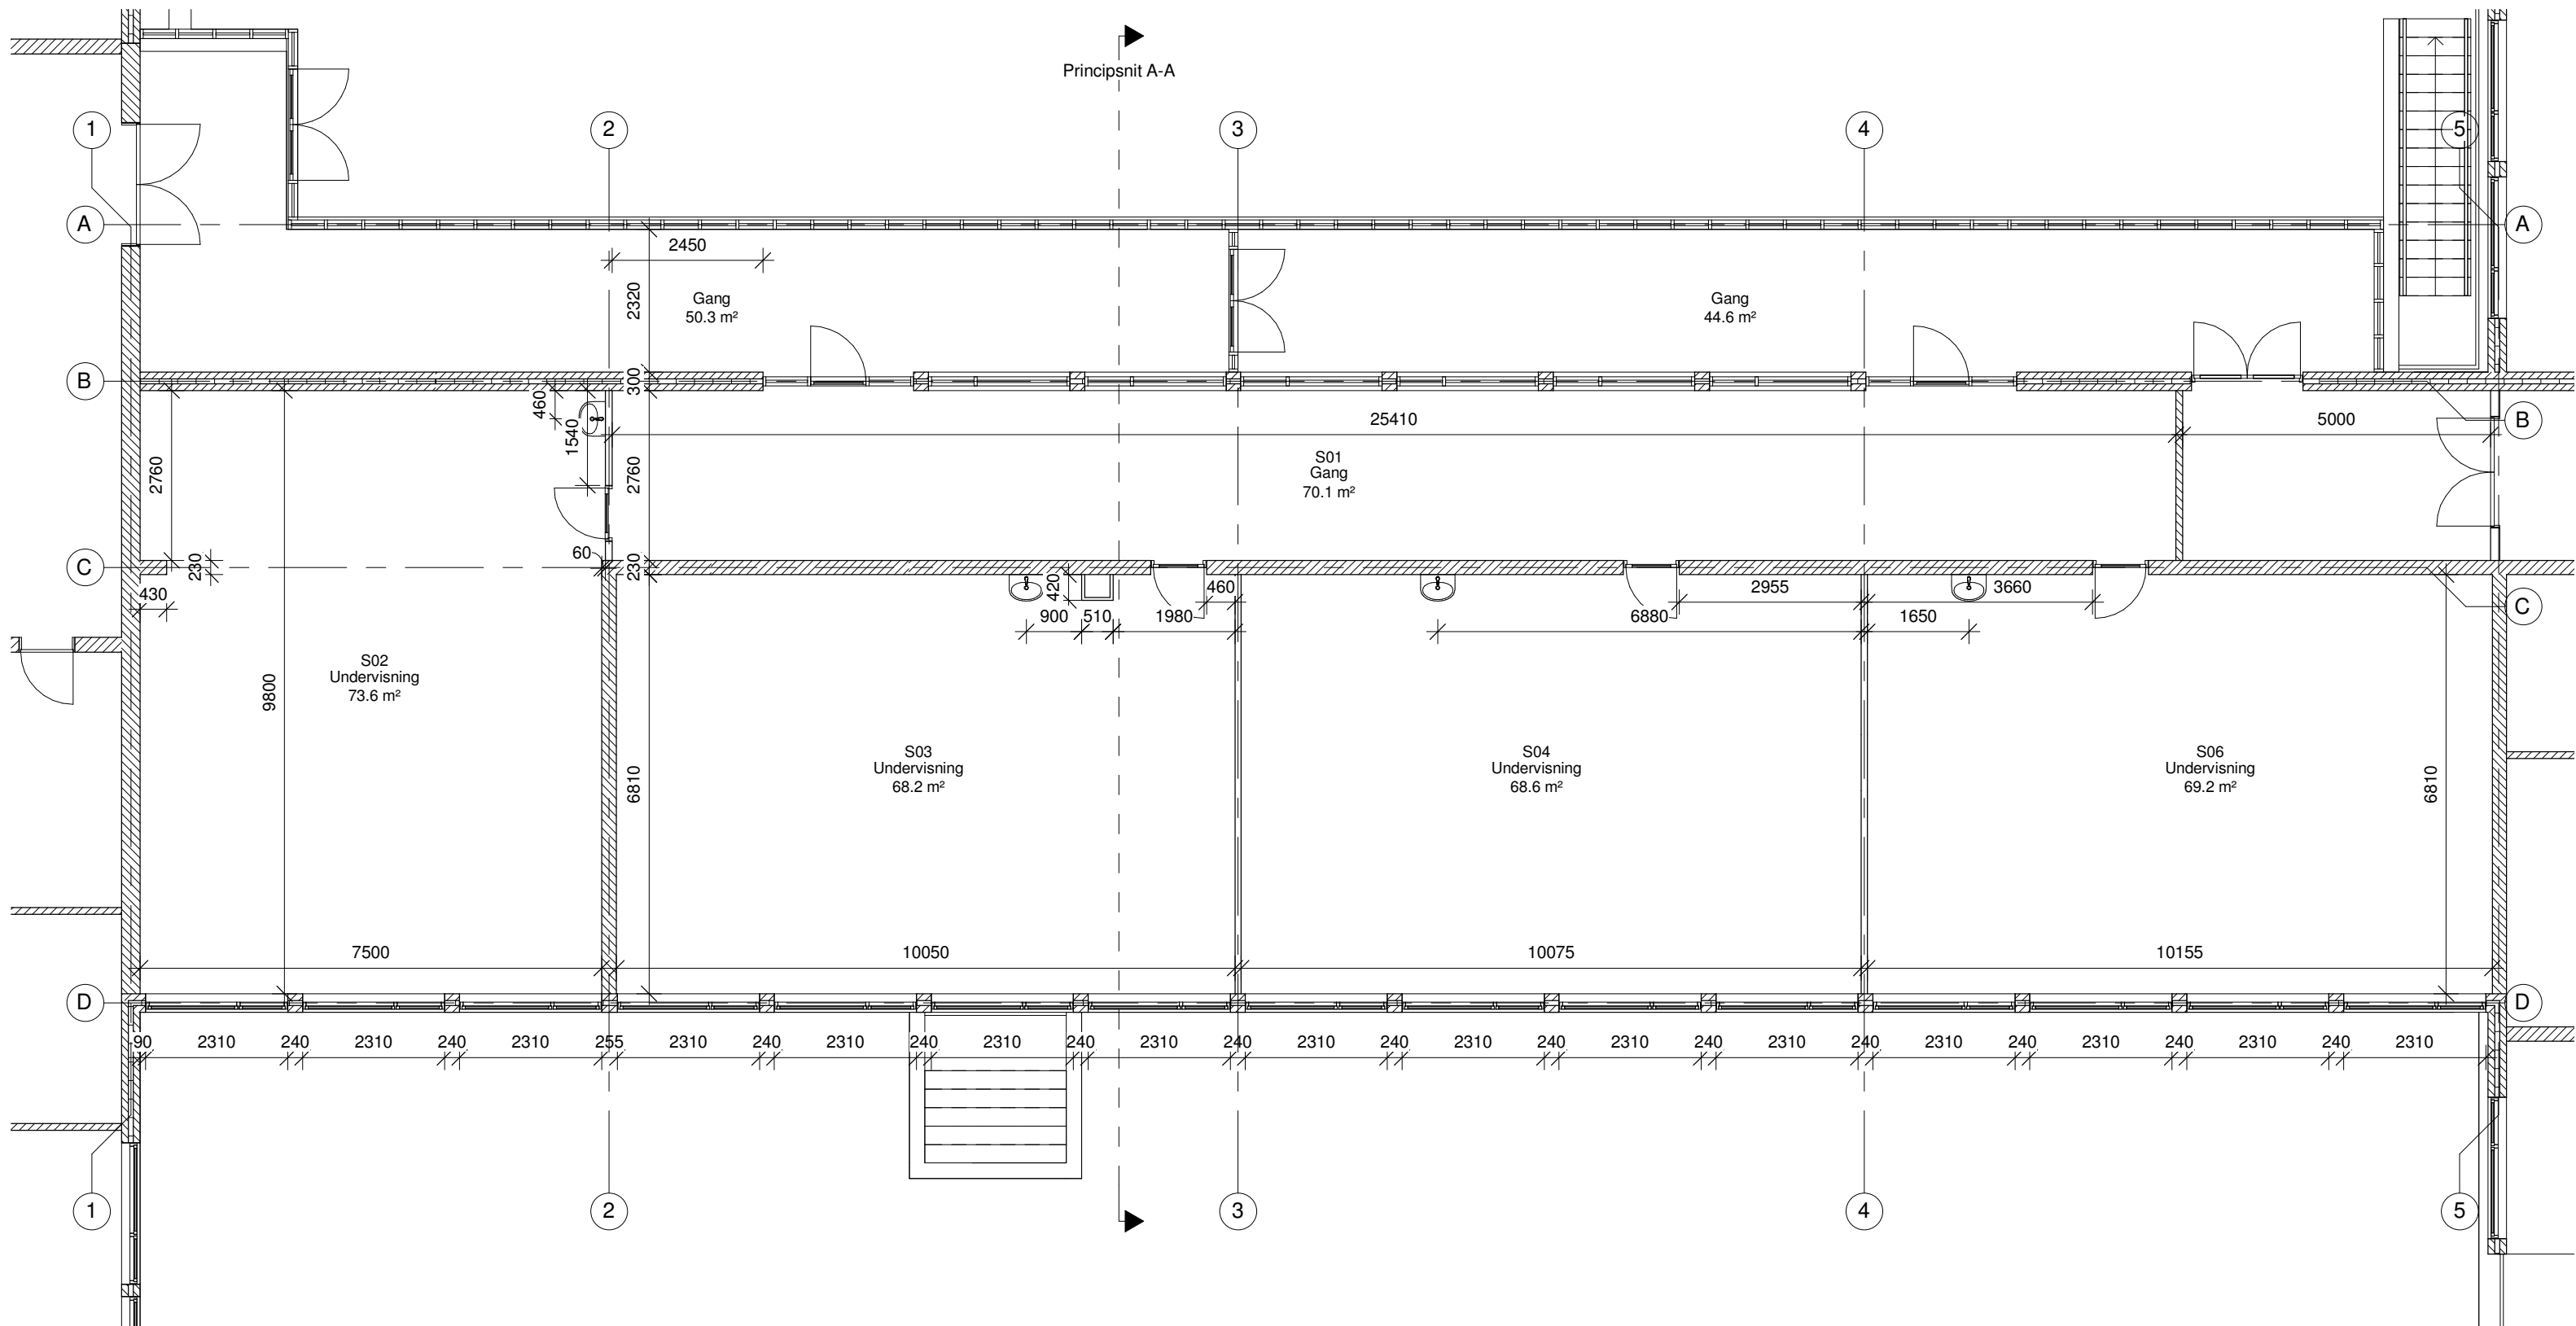 Principsnit A-A
1
2
3
4
5
A
A
2450
2320
Gang
50.3 m²
Gang
44.6 m²
B
300
460
1540
25410
5000
B
2760
2760
S01
Gang
70.1 m²
C
230
60
230
430
420
460
2955
3660
C
900
510
1980
6880
1650
S02
Undervisning
73.6 m²
9800
S03
Undervisning
68.2 m²
S04
Undervisning
68.6 m²
S06
Undervisning
69.2 m²
6810
6810
7500
10050
10075
10155
D
D
90 2310 240 2310 240 2310 255 2310 240 2310 240 2310 240 2310 240 2310 240 2310 240 2310 240 2310 240 2310 240 2310 240 2310 240 2310
1
2
3
4
5